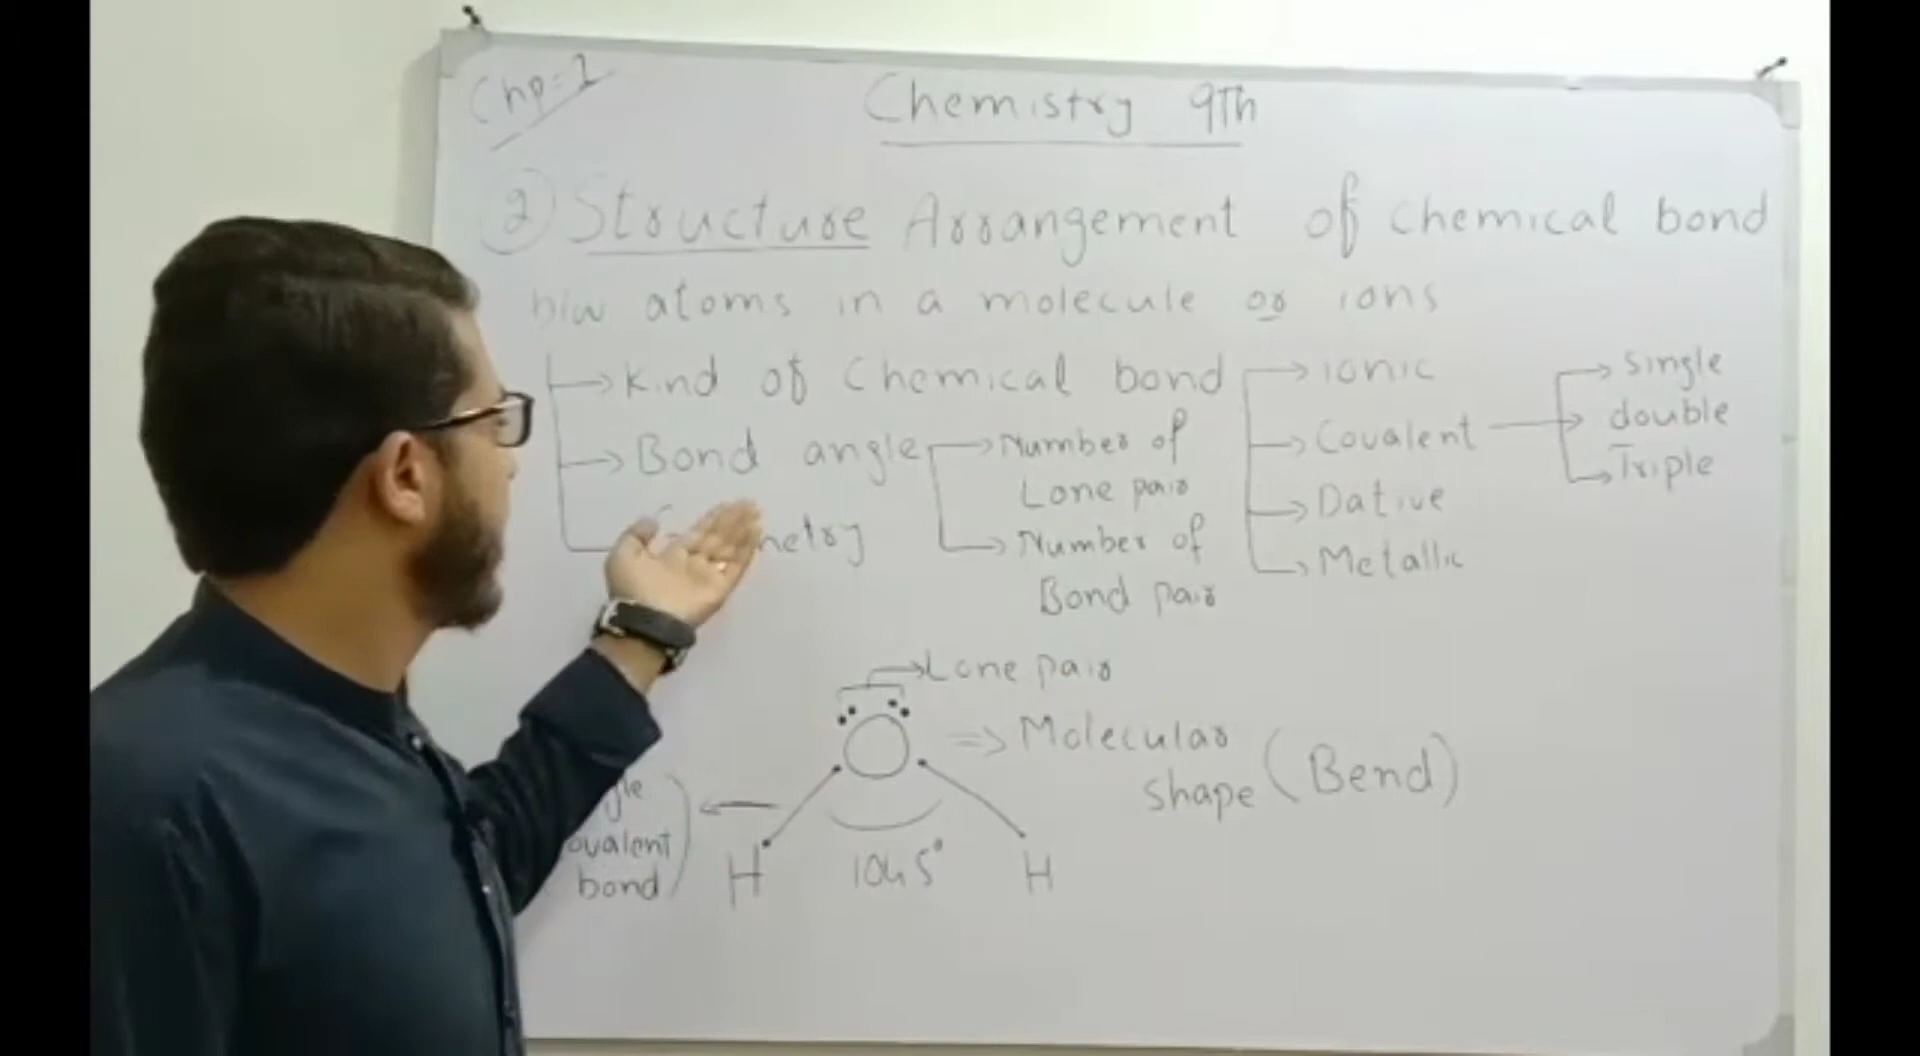 Chp:1
Chemistry 9Th
2 Structure Arrangement of chemical bond
b/w atoms in a molecule or ions
Kind of Chemical bond
ionic
Covalent
Dative
Metallic
Single
double
Triple
Bond angle
Number of
Lone pair
Number of
Bond pair
Lone pair
Molecular
shape (Bend)
bond
H
104.5°
H